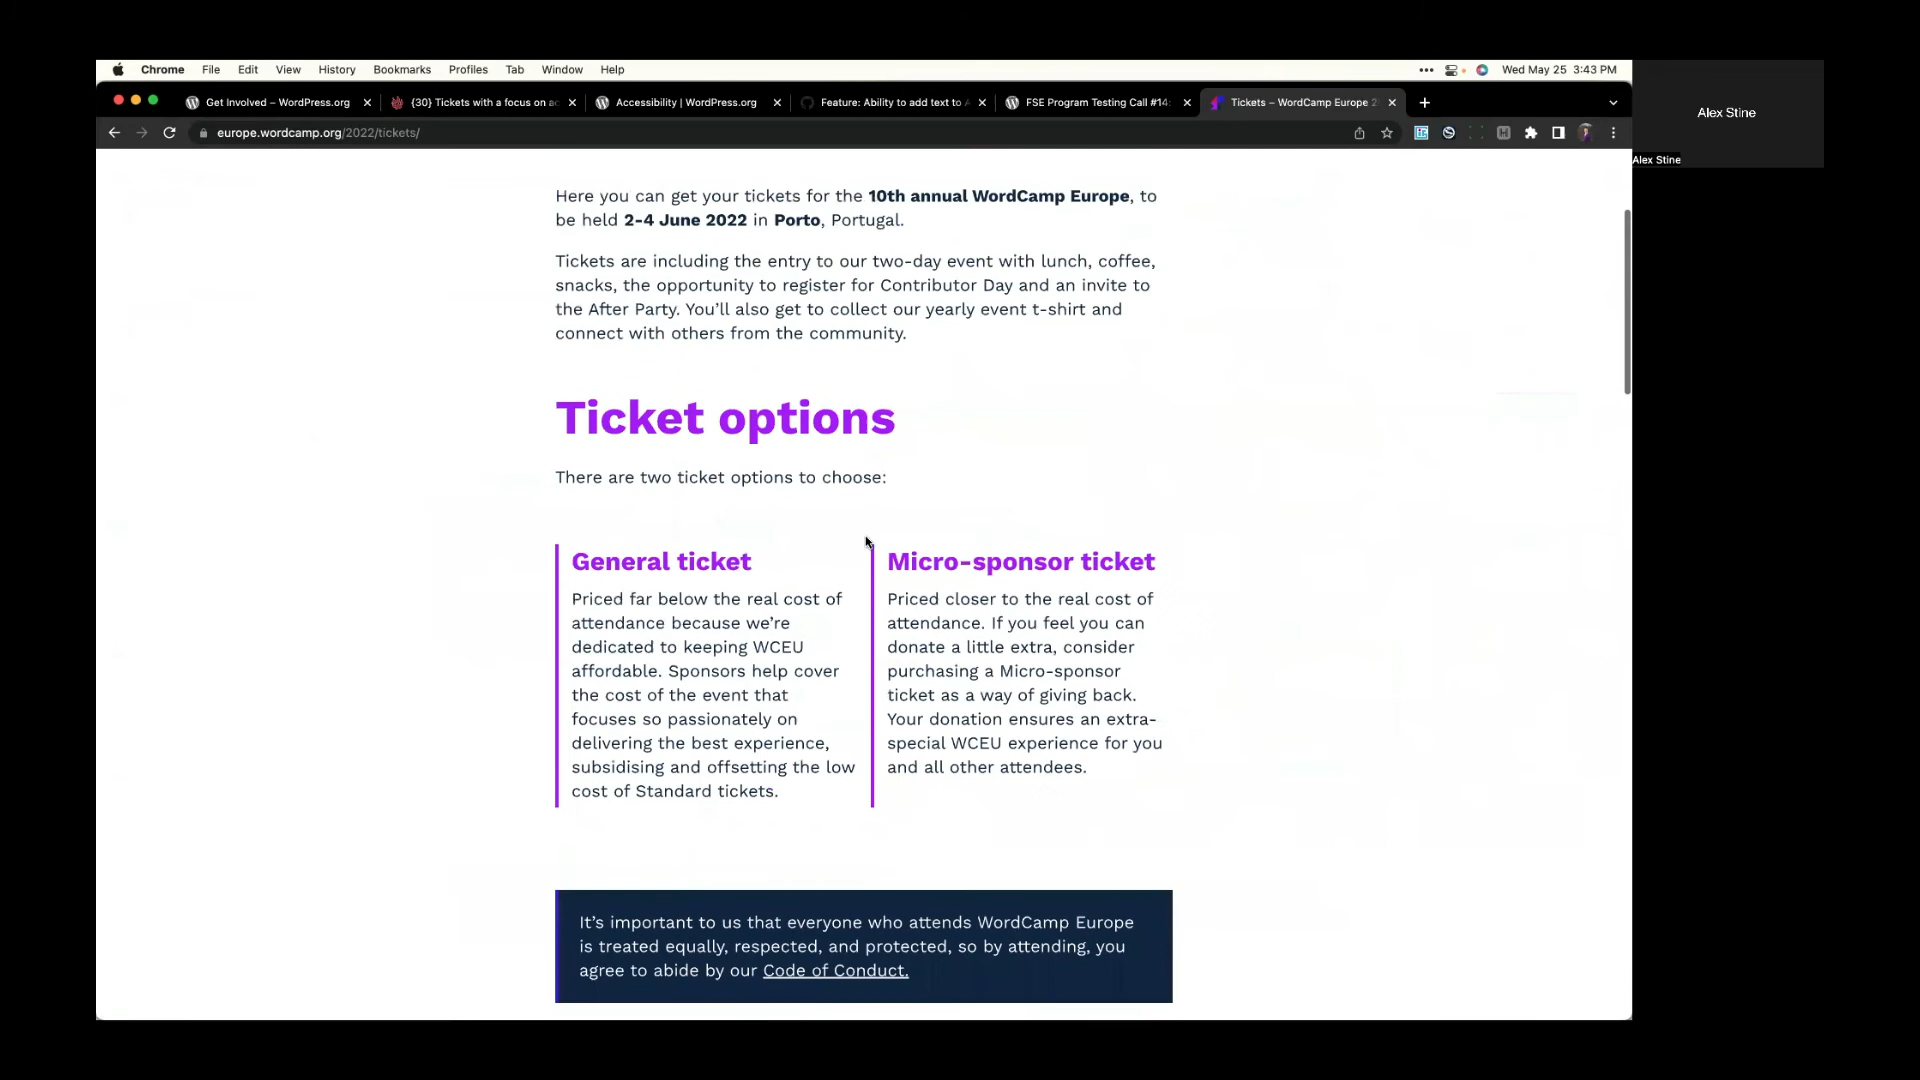 Chrome File Edit View History Bookmarks Profiles Tab Window Help
Wed May 25 3:43 PM
Get Involved – WordPress.org
{30} Tickets with a focus on ac
Accessibility | WordPress.org
Feature: Ability to add text to
FSE Program Testing Call #14:
Tickets – WordCamp Europe 2
europe.wordcamp.org/2022/tickets/
Alex Stine
Alex Stine
Here you can get your tickets for the 10th annual WordCamp Europe, to
be held 2-4 June 2022 in Porto, Portugal.
Tickets are including the entry to our two-day event with lunch, coffee,
snacks, the opportunity to register for Contributor Day and an invite to
the After Party. You’ll also get to collect our yearly event t-shirt and
connect with others from the community.
Ticket options
There are two ticket options to choose:
General ticket
Priced far below the real cost of
attendance because we’re
dedicated to keeping WCEU
affordable. Sponsors help cover
the cost of the event that
focuses so passionately on
delivering the best experience,
subsidising and offsetting the low
cost of Standard tickets.
Micro-sponsor ticket
Priced closer to the real cost of
attendance. If you feel you can
donate a little extra, consider
purchasing a Micro-sponsor
ticket as a way of giving back.
Your donation ensures an extra-
special WCEU experience for you
and all other attendees.
It’s important to us that everyone who attends WordCamp Europe
is treated equally, respected, and protected, so by attending, you
agree to abide by our Code of Conduct.